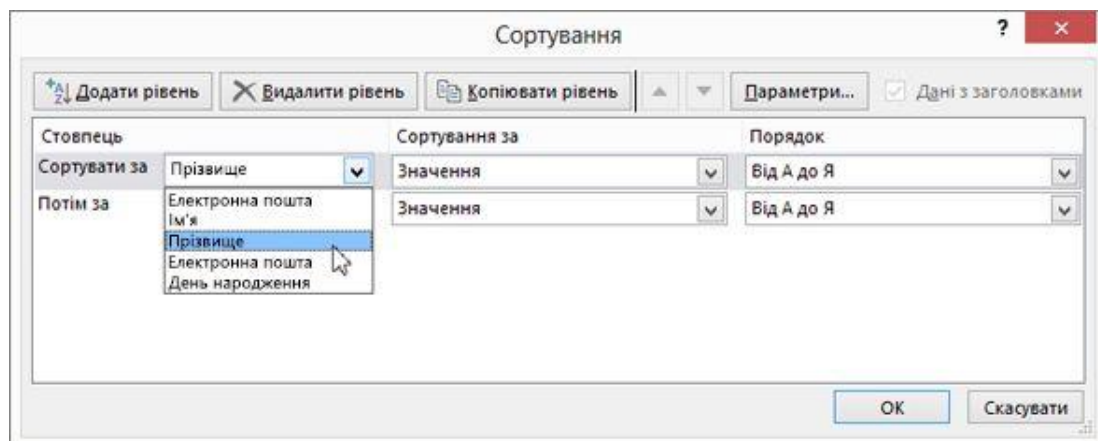 Сортування
?
Додати рівень Видалити рівень Копіювати рівень Параметри... Дані з заголовками
Стовпець Сортування за Порядок
Сортувати за Прізвище Значення Від А до Я
Потім за Значення Від А до Я
Електронна пошта
Ім'я
Прізвище
Електронна пошта
День народження
ОК Скасувати